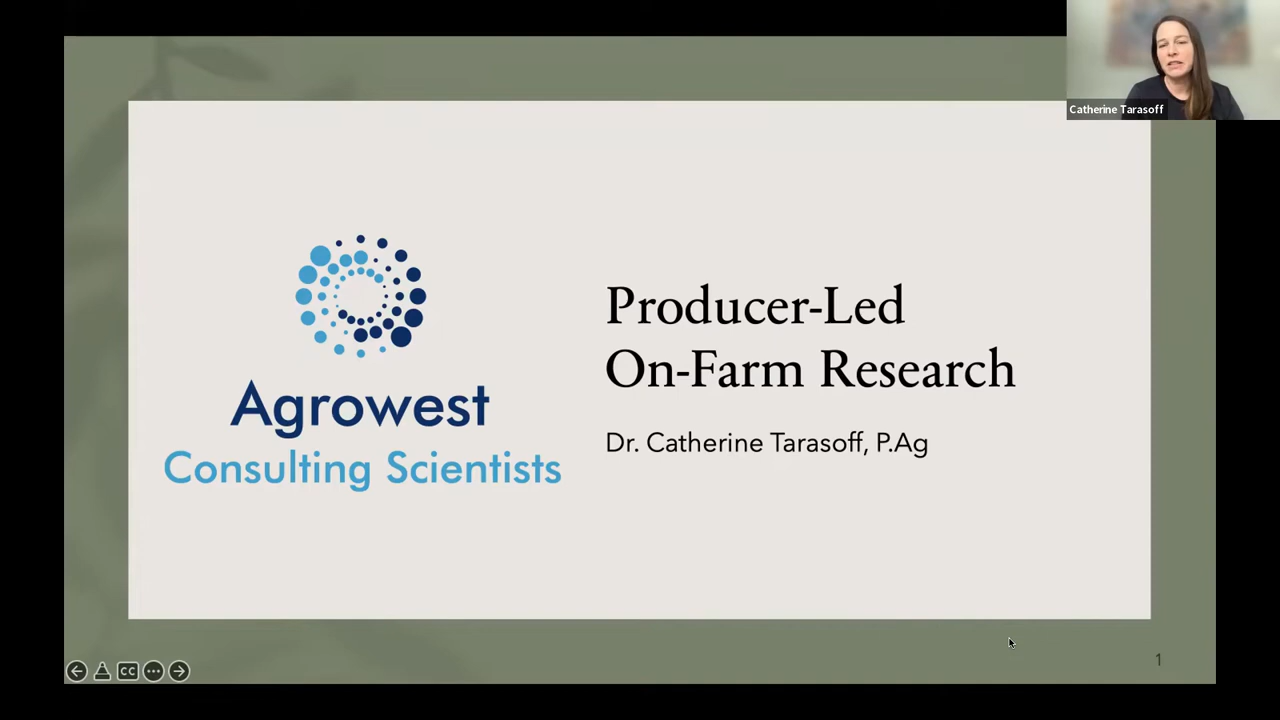 Catherine Tarasoff
Agrowest
Consulting Scientists
Producer-Led
On-Farm Research
Dr. Catherine Tarasoff, P.Ag
CC
1